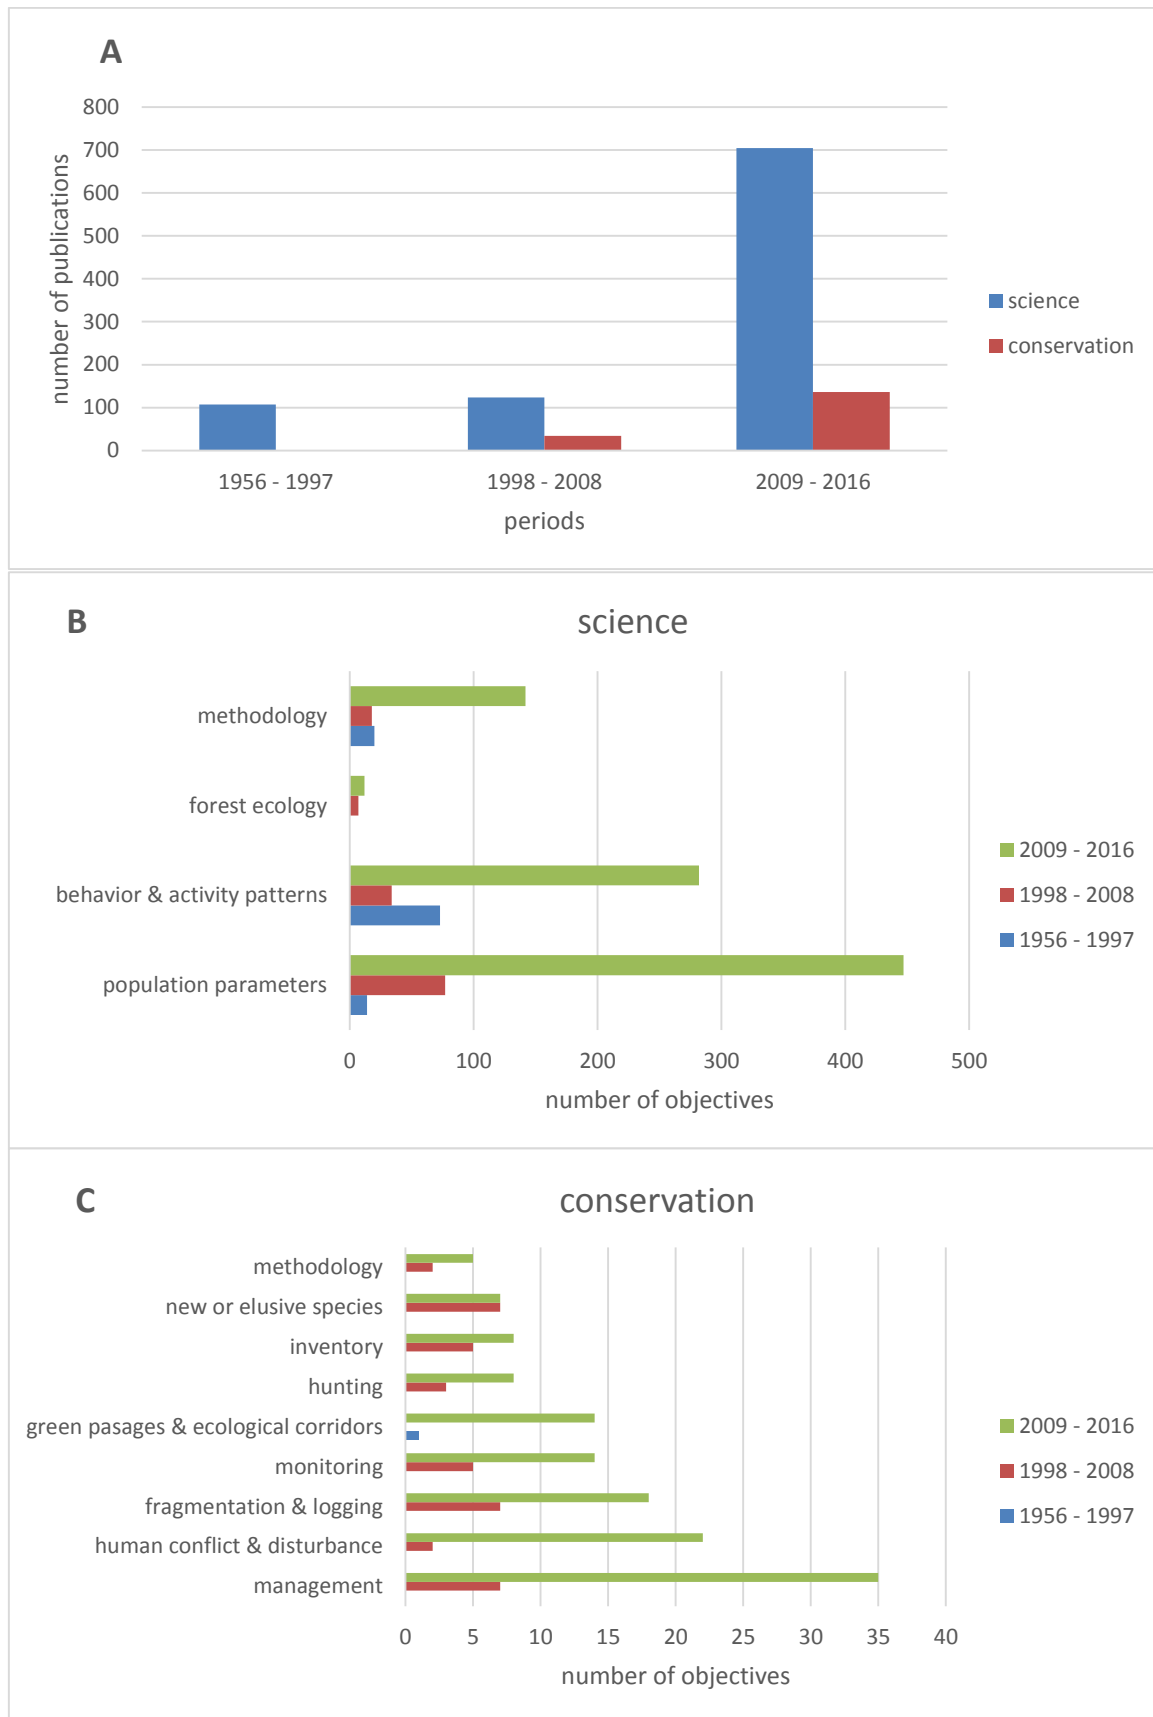 A
800
700
600
500
400
300
200
100
0
number of publications
1956 - 1997
1998 - 2008
2009 - 2016
periods
science
conservation
B
science
methodology
forest ecology
behavior & activity patterns
population parameters
0
100
200
300
400
500
number of objectives
2009 - 2016
1998 - 2008
1956 - 1997
C
conservation
methodology
new or elusive species
inventory
hunting
green pasages & ecological corridors
monitoring
fragmentation & logging
human conflict & disturbance
management
0
5
10
15
20
25
30
35
40
number of objectives
2009 - 2016
1998 - 2008
1956 - 1997